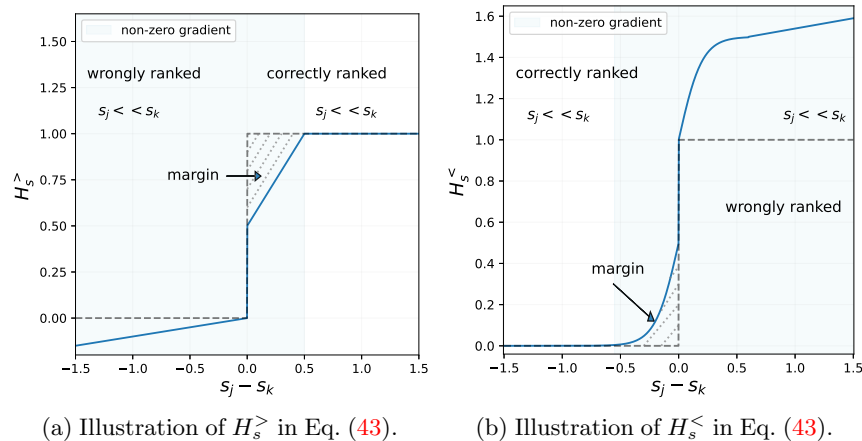 non-zero gradient
wrongly ranked
correctly ranked
s_j << s_k
s_j << s_k
margin
H_s^>
1.50
1.25
1.00
0.75
0.50
0.25
0.00
−1.5 −1.0 −0.5 0.0 0.5 1.0 1.5
s_j − s_k
(a) Illustration of H_s^> in Eq. (43).
non-zero gradient
correctly ranked
s_j << s_k
s_j << s_k
wrongly ranked
margin
H_s^<
1.6
1.4
1.2
1.0
0.8
0.6
0.4
0.2
0.0
−1.5 −1.0 −0.5 0.0 0.5 1.0 1.5
s_j − s_k
(b) Illustration of H_s^< in Eq. (43).